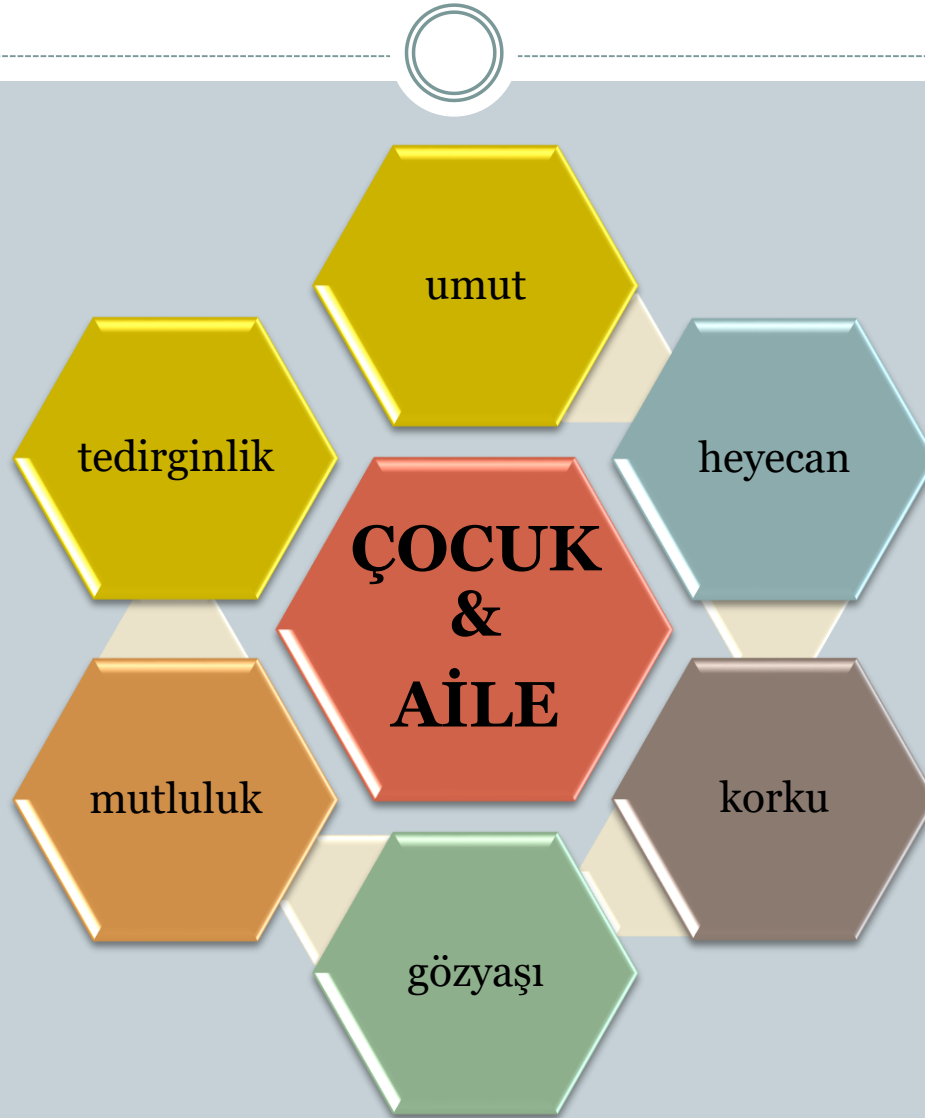 umut
tedirginlik
heyecan
ÇOCUK
&
AİLE
mutluluk
korku
gözyaşı